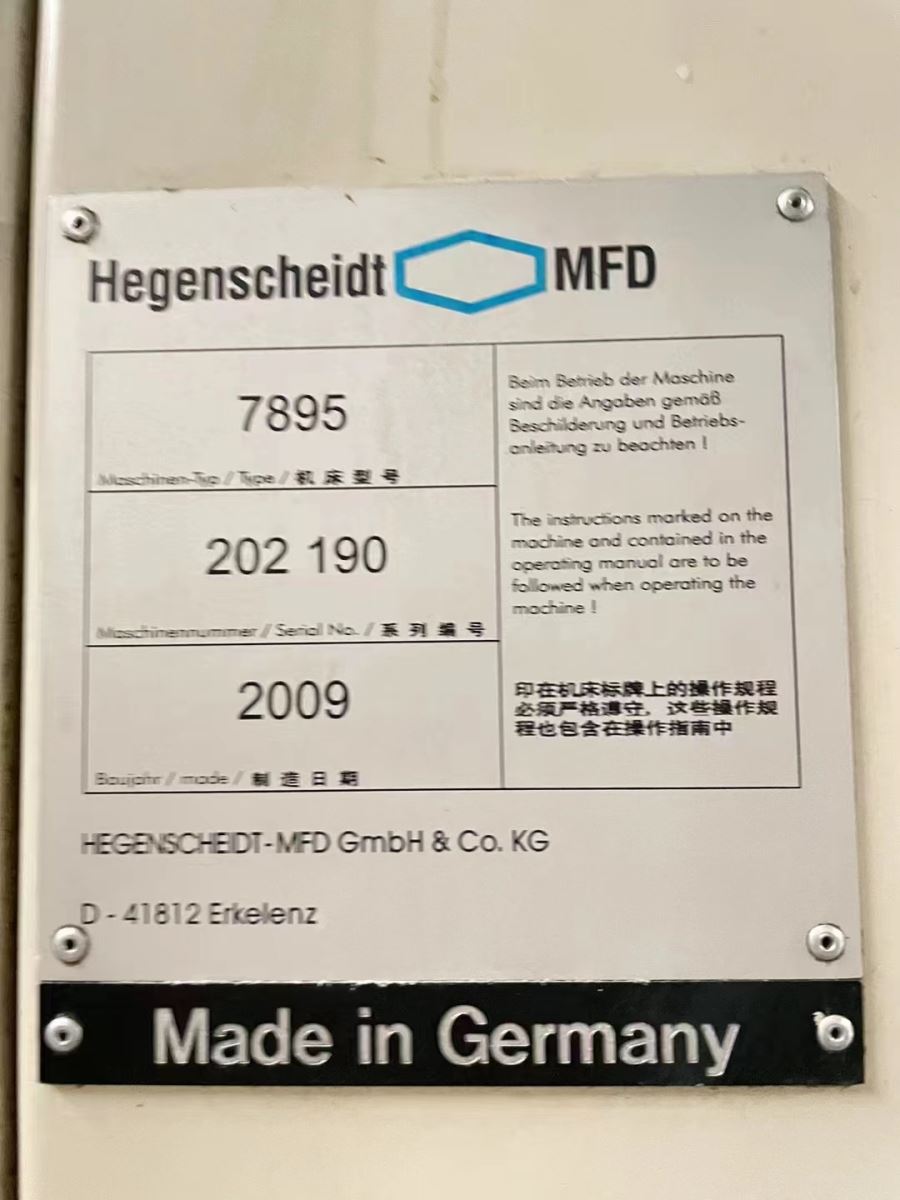 Hegenscheidt MFD
7895
Maschinen-Typ / Type / 机床型号
202 190
Maschinennummer / Serial No. / 系列编号
2009
Baujahr / made / 制造日期
Beim Betrieb der Maschine
sind die Angaben gemäß
Beschilderung und Betriebs-
anleitung zu beachten !
The instructions marked on the
machine and contained in the
operating manual are to be
followed when operating the
machine !
印在机床标牌上的操作规程
必须严格遵守，这些操作规
程也包含在操作指南中
HEGENSCHEIDT-MFD GmbH & Co. KG
D - 41812 Erkelenz
Made in Germany